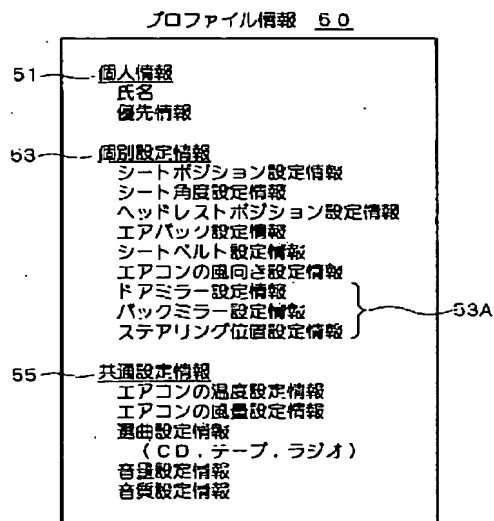 プロファイル情報 50
51 個人情報
氏名
優先情報
53 個別設定情報
シートポジション設定情報
シート角度設定情報
ヘッドレストポジション設定情報
エアバック設定情報
シートベルト設定情報
エアコンの風向き設定情報
ドアミラー設定情報
バックミラー設定情報 53A
ステアリング位置設定情報
55 共通設定情報
エアコンの温度設定情報
エアコンの風量設定情報
選曲設定情報
(CD.テープ.ラジオ)
音量設定情報
音質設定情報